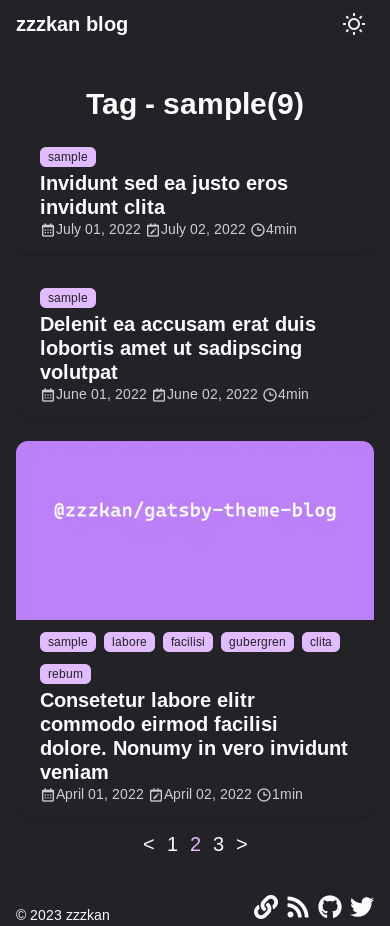 zzzkan blog
Tag - sample(9)
sample
Invidunt sed ea justo eros
invidunt clita
July 01, 2022 July 02, 2022 4min
sample
Delenit ea accusam erat duis
lobortis amet ut sadipscing
volutpat
June 01, 2022 June 02, 2022 4min
@zzzkan/gatsby-theme-blog
sample labore facilisi gubergren clita
rebum
Consetetur labore elitr
commodo eirmod facilisi
dolore. Nonumy in vero invidunt
veniam
April 01, 2022 April 02, 2022 1min
< 1 2 3 >
© 2023 zzzkan